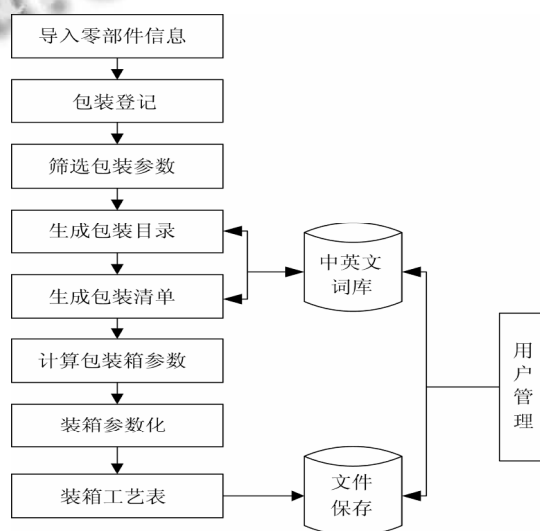 导入零部件信息
包装登记
筛选包装参数
生成包装目录
生成包装清单
计算包装箱参数
装箱参数化
装箱工艺表
中英文
词库
文件
保存
用
户
管
理